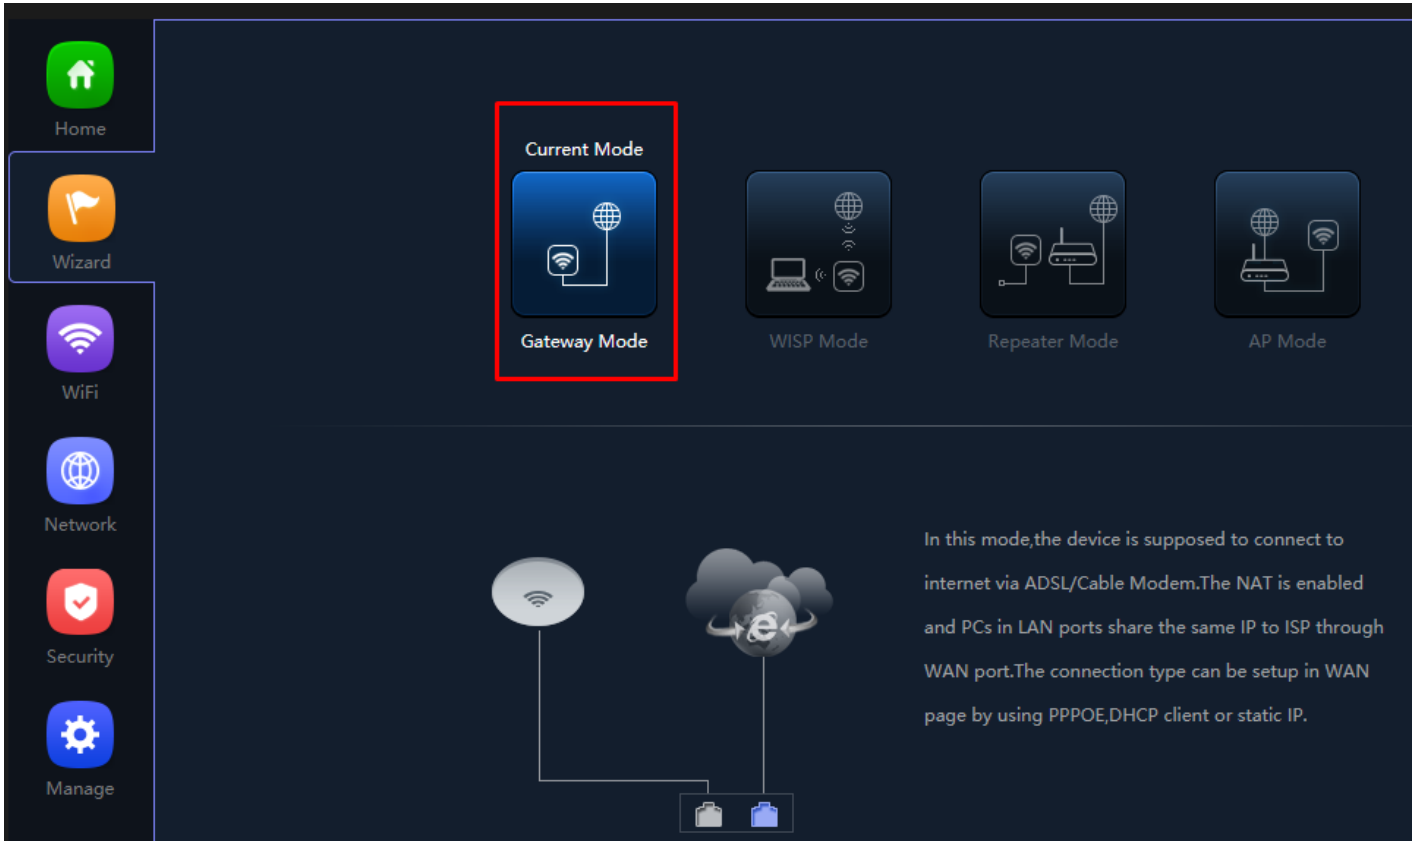 Home
Wizard
WiFi
Network
Security
Manage
Current Mode
Gateway Mode
WISP Mode
Repeater Mode
AP Mode
In this mode,the device is supposed to connect to
internet via ADSL/Cable Modem.The NAT is enabled
and PCs in LAN ports share the same IP to ISP through
WAN port.The connection type can be setup in WAN
page by using PPPOE,DHCP client or static IP.